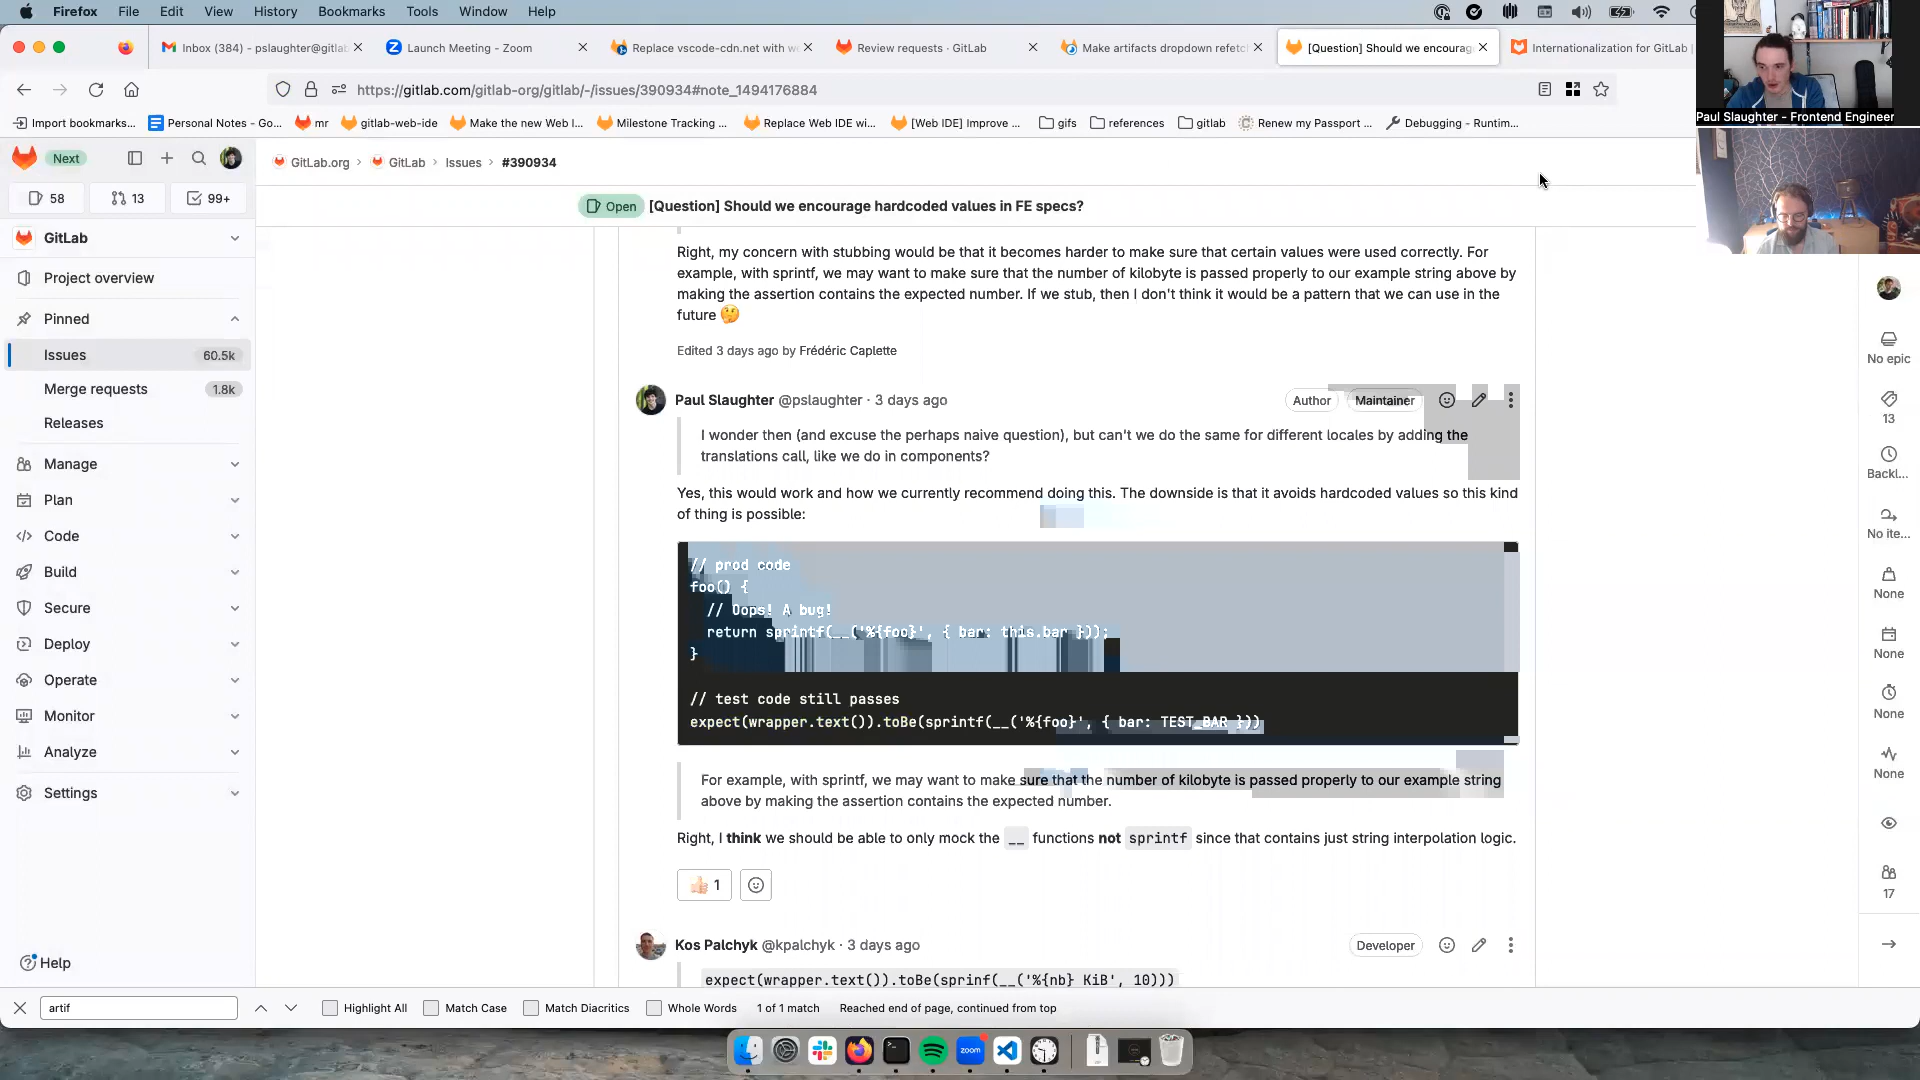 Firefox File Edit View History Bookmarks Tools Window Help
Inbox (384) - pslaughter@gitlab
Launch Meeting - Zoom
Replace vscode-cdn.net with w
Review requests · GitLab
Make artifacts dropdown refetc
[Question] Should we encourag
Internationalization for GitLab
https://gitlab.com/gitlab-org/gitlab/-/issues/390934#note_1494176884
Import bookmarks...
Personal Notes - Go...
mr
gitlab-web-ide
Make the new Web I...
Milestone Tracking ...
Replace Web IDE wi...
[Web IDE] Improve ...
gifs
references
gitlab
Renew my Passport ...
Debugging - Runtim...
Paul Slaughter - Frontend Engineer
Next
58
13
99+
GitLab
Project overview
Pinned
Issues 60.5k
Merge requests 1.8k
Releases
Manage
Plan
Code
Build
Secure
Deploy
Operate
Monitor
Analyze
Settings
Help
GitLab.org › GitLab › Issues › #390934
Open [Question] Should we encourage hardcoded values in FE specs?
Right, my concern with stubbing would be that it becomes harder to make sure that certain values were used correctly. For
example, with sprintf, we may want to make sure that the number of kilobyte is passed properly to our example string above by
making the assertion contains the expected number. If we stub, then I don't think it would be a pattern that we can use in the
future 🤔
Edited 3 days ago by Frédéric Caplette
Paul Slaughter @pslaughter · 3 days ago
Author
Maintainer
I wonder then (and excuse the perhaps naive question), but can't we do the same for different locales by adding the
translations call, like we do in components?
Yes, this would work and how we currently recommend doing this. The downside is that it avoids hardcoded values so this kind
of thing is possible:
// prod code
foo() {
// Oops! A bug!
return sprintf(__('%{foo}', { bar: this.bar }));
}
// test code still passes
expect(wrapper.text()).toBe(sprintf(__('%{foo}', { bar: TEST_BAR }))
For example, with sprintf, we may want to make sure that the number of kilobyte is passed properly to our example string
above by making the assertion contains the expected number.
Right, I think we should be able to only mock the __ functions not sprintf since that contains just string interpolation logic.
👍🏻 1
Kos Palchyk @kpalchyk · 3 days ago
Developer
expect(wrapper.text()).toBe(sprinf(__('%{nb} KiB', 10)))
No epic
13
Backl...
No ite...
None
None
None
None
17
artif
Highlight All
Match Case
Match Diacritics
Whole Words
1 of 1 match
Reached end of page, continued from top
zoom